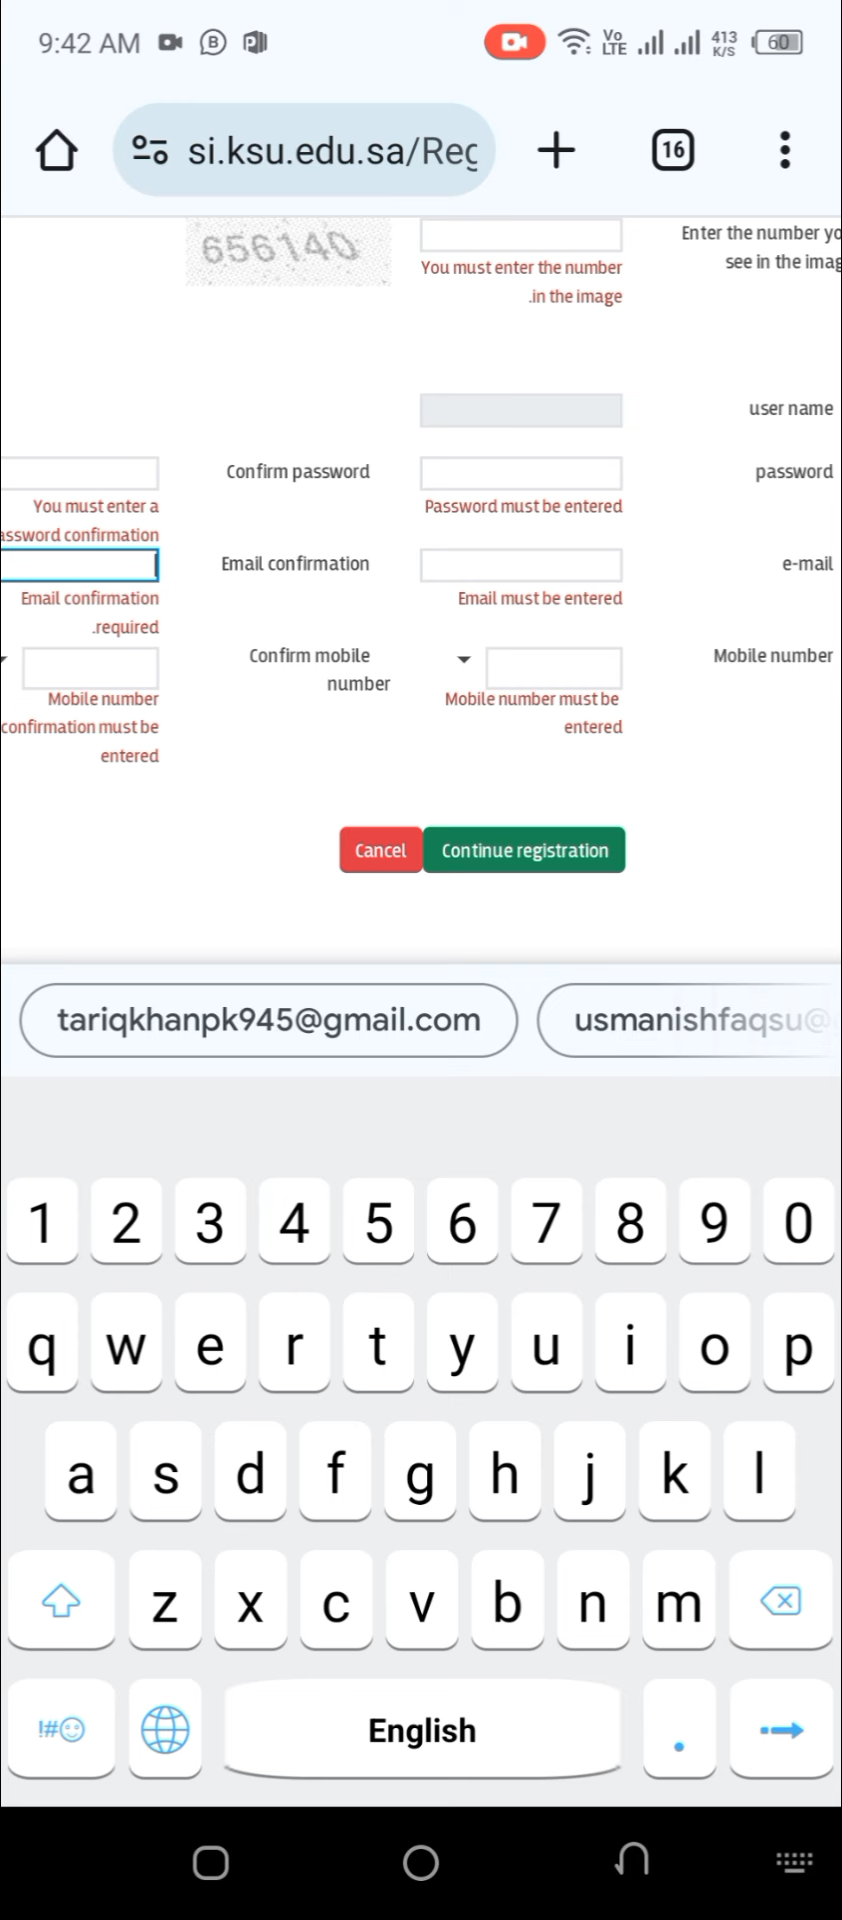 9:42 AM
Vo
LTE
413
K/S
60
si.ksu.edu.sa/Reg
16
656140
Enter the number yo
see in the imag
You must enter the number
.in the image
user name
Confirm password
password
You must enter a
assword confirmation
Password must be entered
Email confirmation
e-mail
Email confirmation
.required
Email must be entered
Confirm mobile
number
Mobile number
Mobile number
confirmation must be
entered
Mobile number must be
entered
Cancel
Continue registration
tariqkhanpk945@gmail.com
usmanishfaqsu@
1 2 3 4 5 6 7 8 9 0
q w e r t y u i o p
a s d f g h j k l
z x c v b n m
!#
English
.